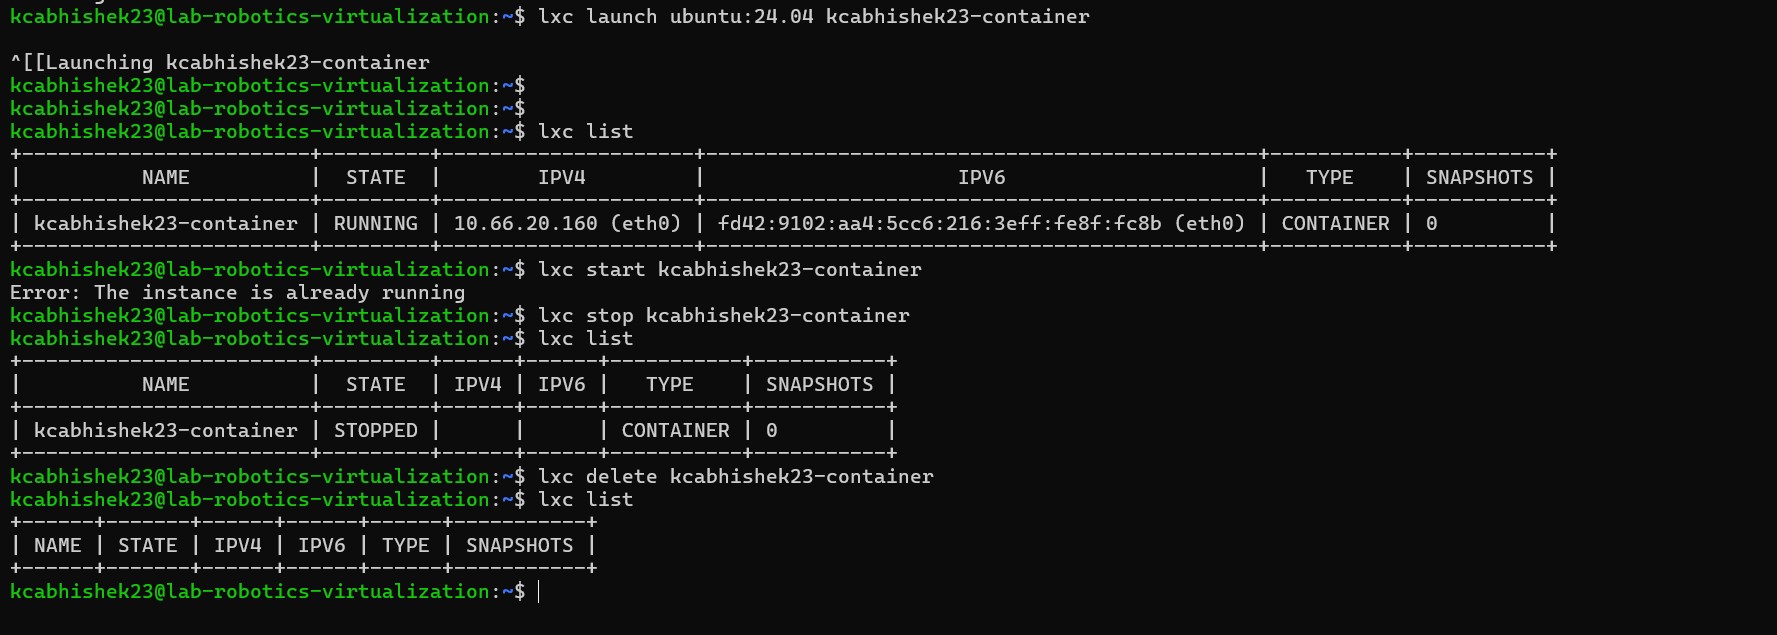 kcabhishek23@lab-robotics-virtualization:~$ lxc launch ubuntu:24.04 kcabhishek23-container
^[[Launching kcabhishek23-container
kcabhishek23@lab-robotics-virtualization:~$
kcabhishek23@lab-robotics-virtualization:~$
kcabhishek23@lab-robotics-virtualization:~$ lxc list
+------------------------+---------+---------------------+----------------------------------------------+-----------+-----------+
|          NAME          |  STATE  |        IPV4         |                     IPV6                     |   TYPE    | SNAPSHOTS |
+------------------------+---------+---------------------+----------------------------------------------+-----------+-----------+
| kcabhishek23-container | RUNNING | 10.66.20.160 (eth0) | fd42:9102:aa4:5cc6:216:3eff:fe8f:fc8b (eth0) | CONTAINER | 0         |
+------------------------+---------+---------------------+----------------------------------------------+-----------+-----------+
kcabhishek23@lab-robotics-virtualization:~$ lxc start kcabhishek23-container
Error: The instance is already running
kcabhishek23@lab-robotics-virtualization:~$ lxc stop kcabhishek23-container
kcabhishek23@lab-robotics-virtualization:~$ lxc list
+------------------------+---------+------+------+-----------+-----------+
|          NAME          |  STATE  | IPV4 | IPV6 |   TYPE    | SNAPSHOTS |
+------------------------+---------+------+------+-----------+-----------+
| kcabhishek23-container | STOPPED |      |      | CONTAINER | 0         |
+------------------------+---------+------+------+-----------+-----------+
kcabhishek23@lab-robotics-virtualization:~$ lxc delete kcabhishek23-container
kcabhishek23@lab-robotics-virtualization:~$ lxc list
+------+-------+------+------+------+-----------+
| NAME | STATE | IPV4 | IPV6 | TYPE | SNAPSHOTS |
+------+-------+------+------+------+-----------+
kcabhishek23@lab-robotics-virtualization:~$